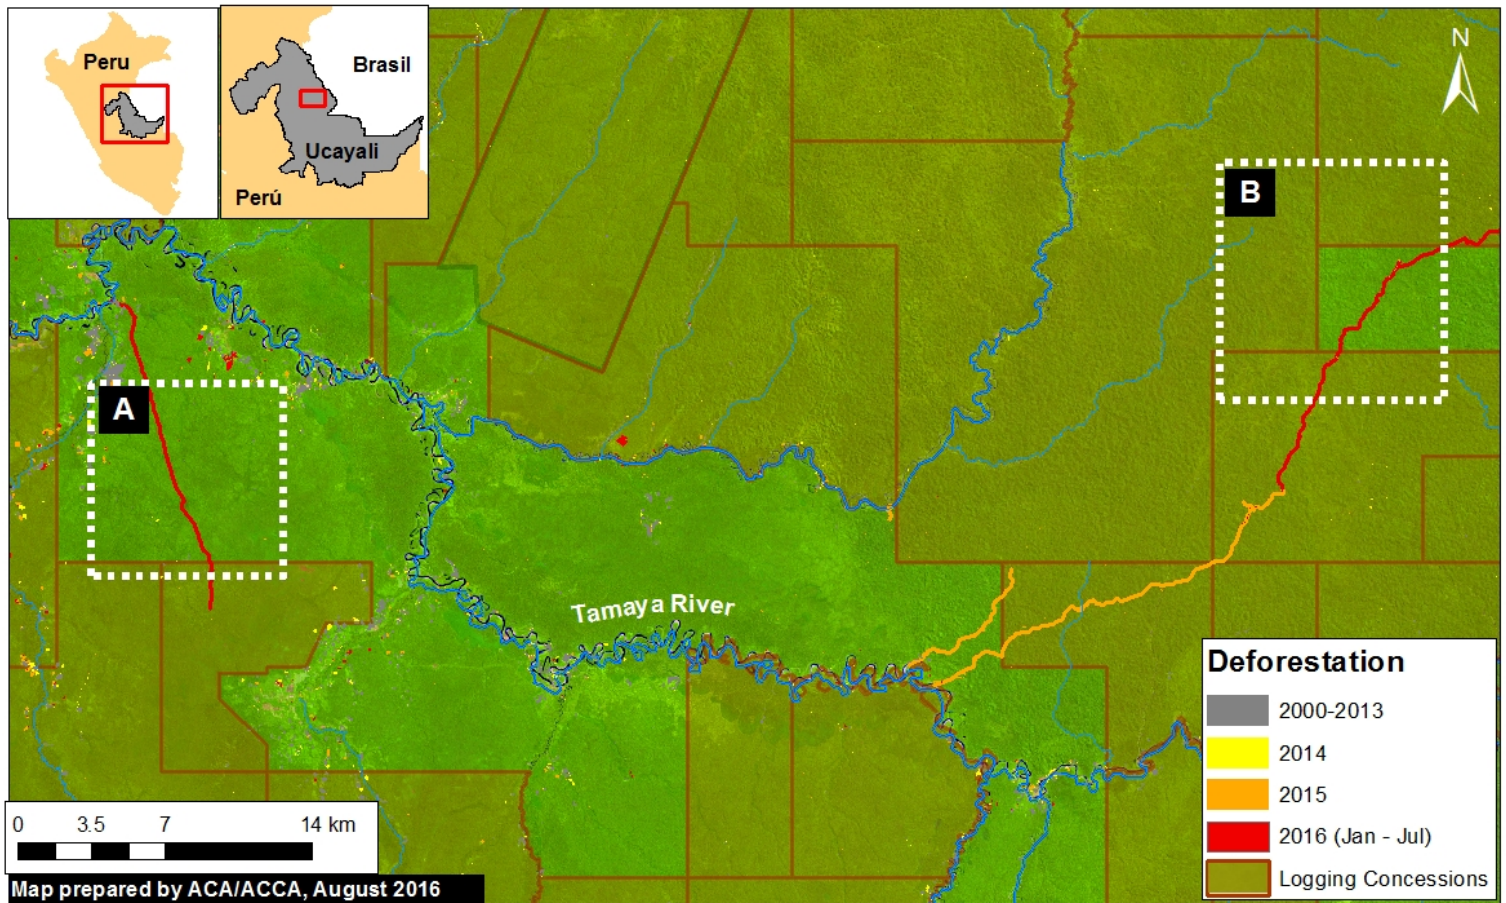 Peru
Brasil
Ucayali
Perú
N
B
A
Tamaya River
Deforestation
2000-2013
2014
2015
2016 (Jan - Jul)
Logging Concessions
0 3.5 7 14 km
Map prepared by ACA/ACCA, August 2016